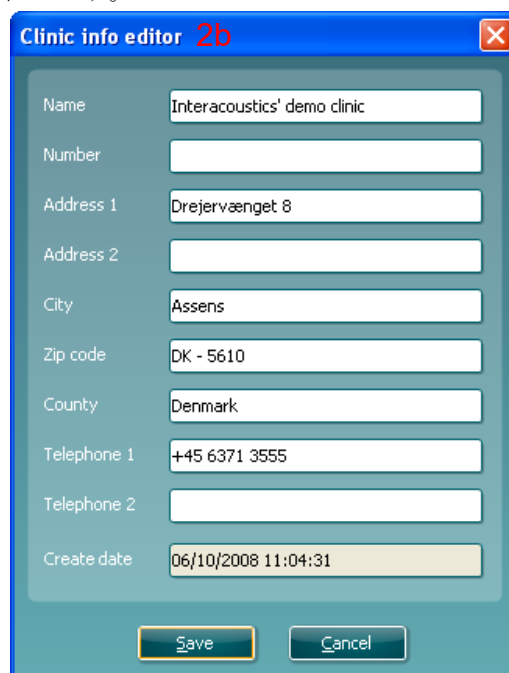 Clinic info editor 2b
Name Interacoustics' demo clinic
Number
Address 1 Drejervænget 8
Address 2
City Assens
Zip code DK - 5610
County Denmark
Telephone 1 +45 6371 3555
Telephone 2
Create date 06/10/2008 11:04:31
Save Cancel